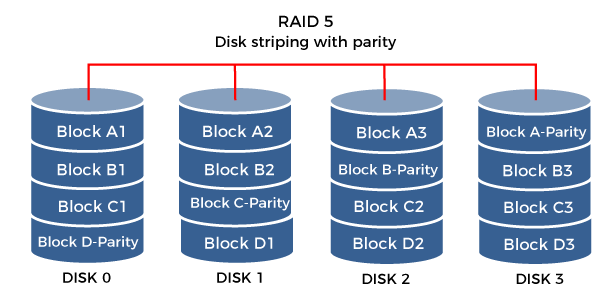 RAID 5
Disk striping with parity
Block A1
Block A2
Block A3
Block A-Parity
Block B1
Block B2
Block B-Parity
Block B3
Block C1
Block C-Parity
Block C2
Block C3
Block D-Parity
Block D1
Block D2
Block D3
DISK 0
DISK 1
DISK 2
DISK 3